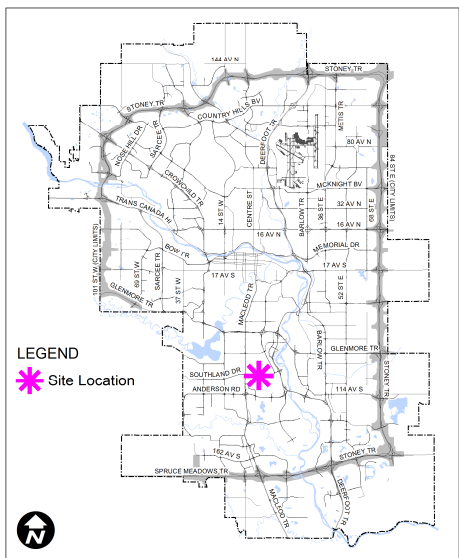 144 AV N
STONEY TR
STONEY TR
COUNTRY HILLS BV
METIS TR
DEERFOOT TR
SARCEE TR
NOSE HILL DR
80 AV N
CROWCHILD TR
MCKNIGHT BV
84 ST E (CITY LIMITS)
TRANS CANADA HI
14 ST W
CENTRE ST
BARLOW TR
36 ST E
32 AV N
68 ST E
16 AV N
16 AV N
MEMORIAL DR
BOW TR
17 AV S
17 AV S
101 ST W (CITY LIMITS)
69 ST W
SARCEE TR
37 ST W
52 ST E
GLENMORE TR
MACLEOD TR
BARLOW TR
GLENMORE TR
LEGEND
Site Location
SOUTHLAND DR
ANDERSON RD
114 AV S
STONEY TR
162 AV S
STONEY TR
SPRUCE MEADOWS TR
MACLEOD TR
DEERFOOT TR
N